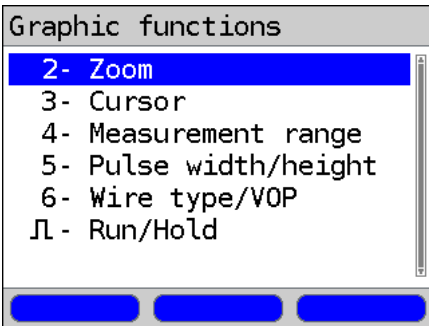 Graphic functions
2- Zoom
3- Cursor
4- Measurement range
5- Pulse width/height
6- Wire type/VOP
⎍- Run/Hold